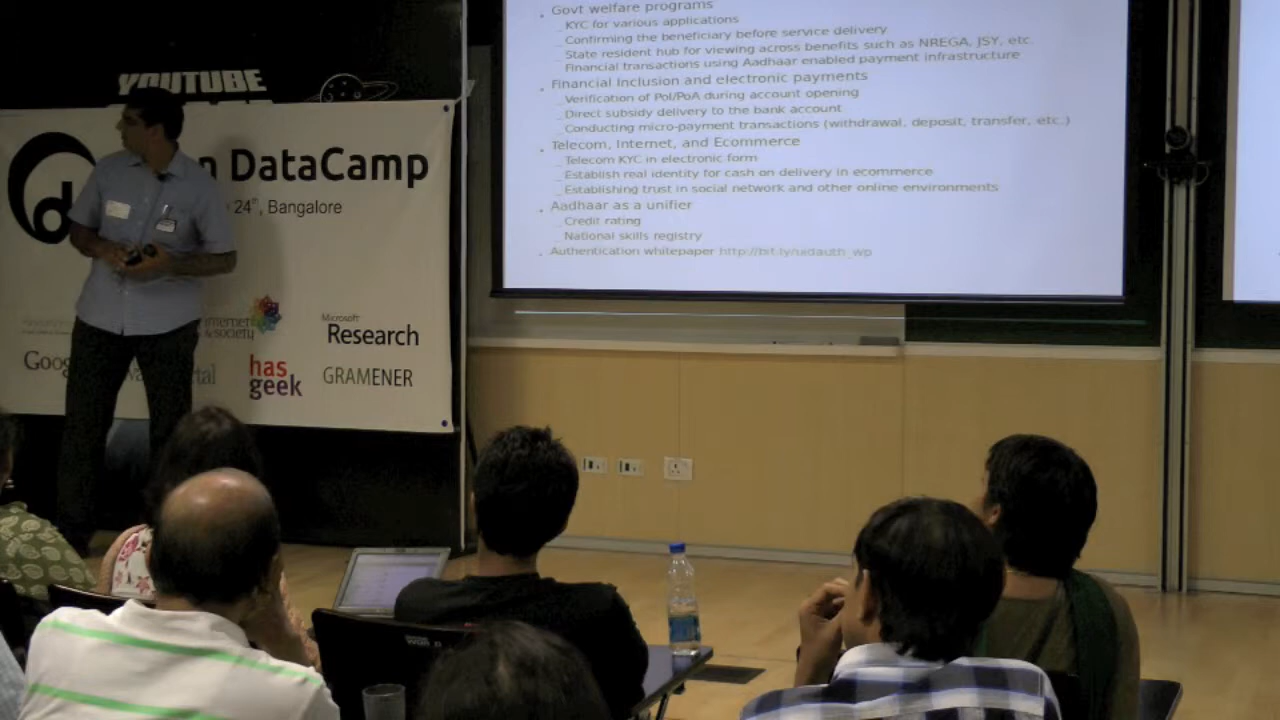 YOUTUBE
DataCamp
24th, Bangalore
internet
&society
Microsoft
Research
has
geek
GRAMENER
Govt welfare programs
KYC for various applications
Confirming the beneficiary before service delivery
State resident hub for viewing across benefits such as NREGA, JSY, etc.
Financial transactions using Aadhaar enabled payment infrastructure
Financial Inclusion and electronic payments
Verification of PoI/PoA during account opening
Direct subsidy delivery to the bank account
Conducting micro-payment transactions (withdrawal, deposit, transfer, etc.)
Telecom, Internet, and Ecommerce
Telecom KYC in electronic form
Establish real identity for cash on delivery in ecommerce
Establishing trust in social network and other online environments
Aadhaar as a unifier
Credit rating
National skills registry
Authentication whitepaper http://bit.ly/uidauth_wp